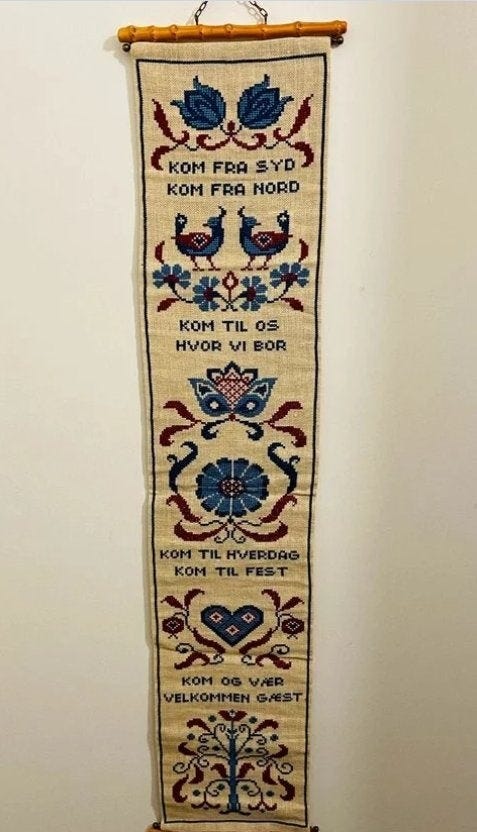 KOM FRA SYD
KOM FRA NORD
KOM TIL OS
HVOR VI BOR
KOM TIL HVERDAG
KOM TIL FEST
KOM OG VÆR
VELKOMMEN GÆST